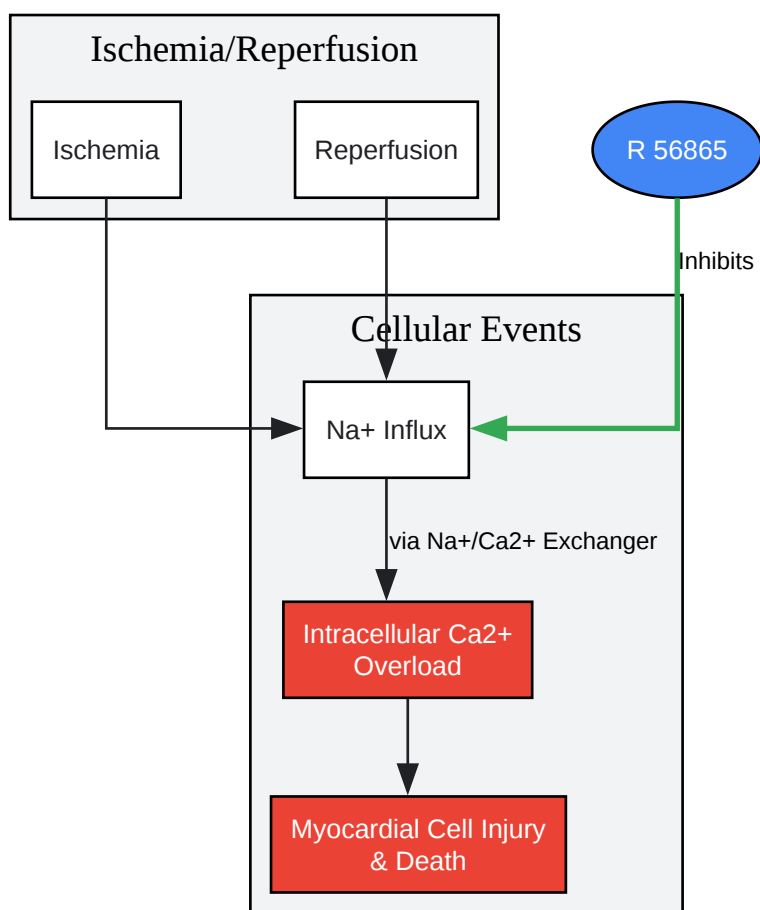 Ischemia/Reperfusion
Ischemia
Reperfusion
R 56865
Inhibits
Cellular Events
Na+ Influx
via Na+/Ca2+ Exchanger
Intracellular Ca2+
Overload
Myocardial Cell Injury
& Death